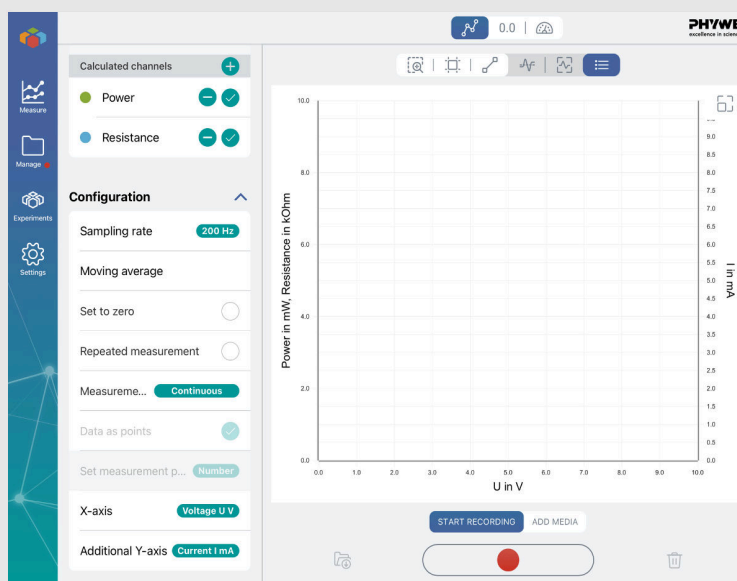 0.0
PHYWE
excellence in science
Calculated channels
Power
Resistance
Measure
Manage
Experiments
Settings
Configuration
Sampling rate 200 Hz
Moving average
Set to zero
Repeated measurement
Measureme... Continuous
Data as points
Set measurement p... Number
X-axis Voltage U V
Additional Y-axis Current I mA
Power in mW, Resistance in kOhm
10.0
8.0
6.0
4.0
2.0
0.0
0.0 1.0 2.0 3.0 4.0 5.0 6.0 7.0 8.0 9.0 10.0
U in V
9.0
8.5
8.0
7.5
7.0
6.5
6.0
5.5
5.0
4.5
4.0
3.5
3.0
2.5
2.0
1.5
1.0
0.5
0.0
I in mA
START RECORDING ADD MEDIA